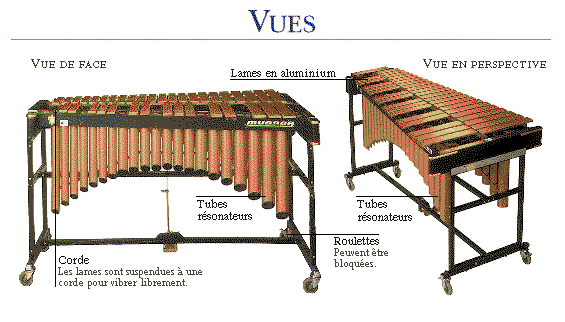 VUES
VUE DE FACE
VUE EN PERSPECTIVE
Lames en aluminium
musser
Tubes
résonateurs
Tubes
résonateurs
Corde
Les lames sont suspendues à une
corde pour vibrer librement.
Roulettes
Peuvent être
bloquées.